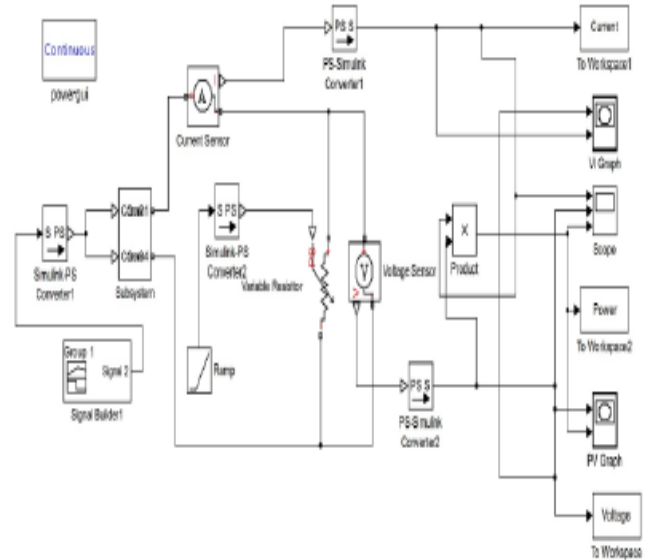 Continuous
powergui
A
I
Current Sensor
PS S
PS-Simulink
Converter1
Current
To Workspace1
VI Graph
Scope
S PS
Simulink-PS
Converter1
Subsystem
S PS
Simulink-PS
Converter2
Variable Resistor
PS
V
V
Voltage Sensor
X
Product
Power
To Workspace2
Group 1
Signal 2
Signal Builder1
Ramp
PS S
PS-Simulink
Converter2
PV Graph
Voltage
To Workspace